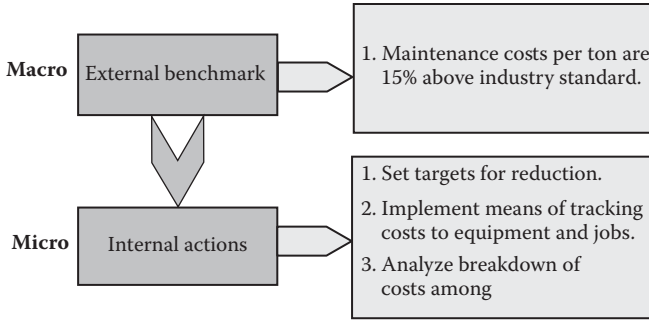 Macro
External benchmark
1. Maintenance costs per ton are
15% above industry standard.
Micro
Internal actions
1. Set targets for reduction.
2. Implement means of tracking
costs to equipment and jobs.
3. Analyze breakdown of
costs among